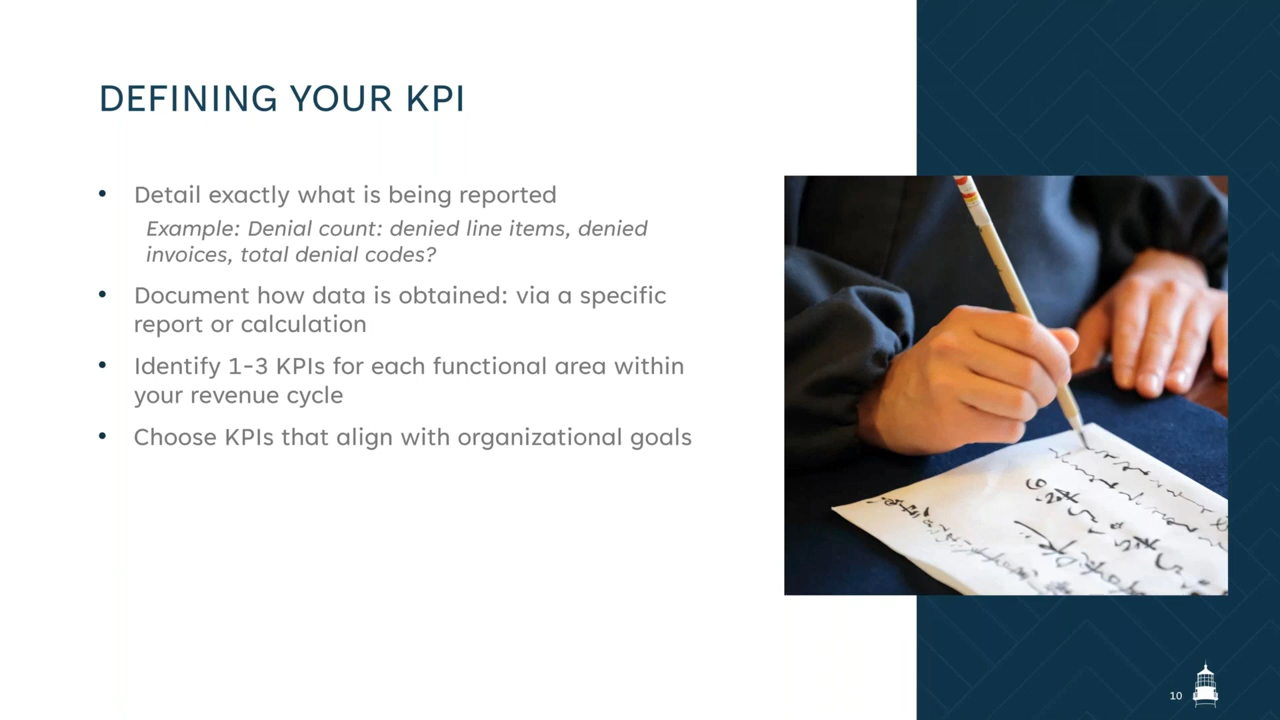 DEFINING YOUR KPI
• Detail exactly what is being reported
Example: Denial count: denied line items, denied
invoices, total denial codes?
• Document how data is obtained: via a specific
report or calculation
• Identify 1-3 KPIs for each functional area within
your revenue cycle
• Choose KPIs that align with organizational goals
10